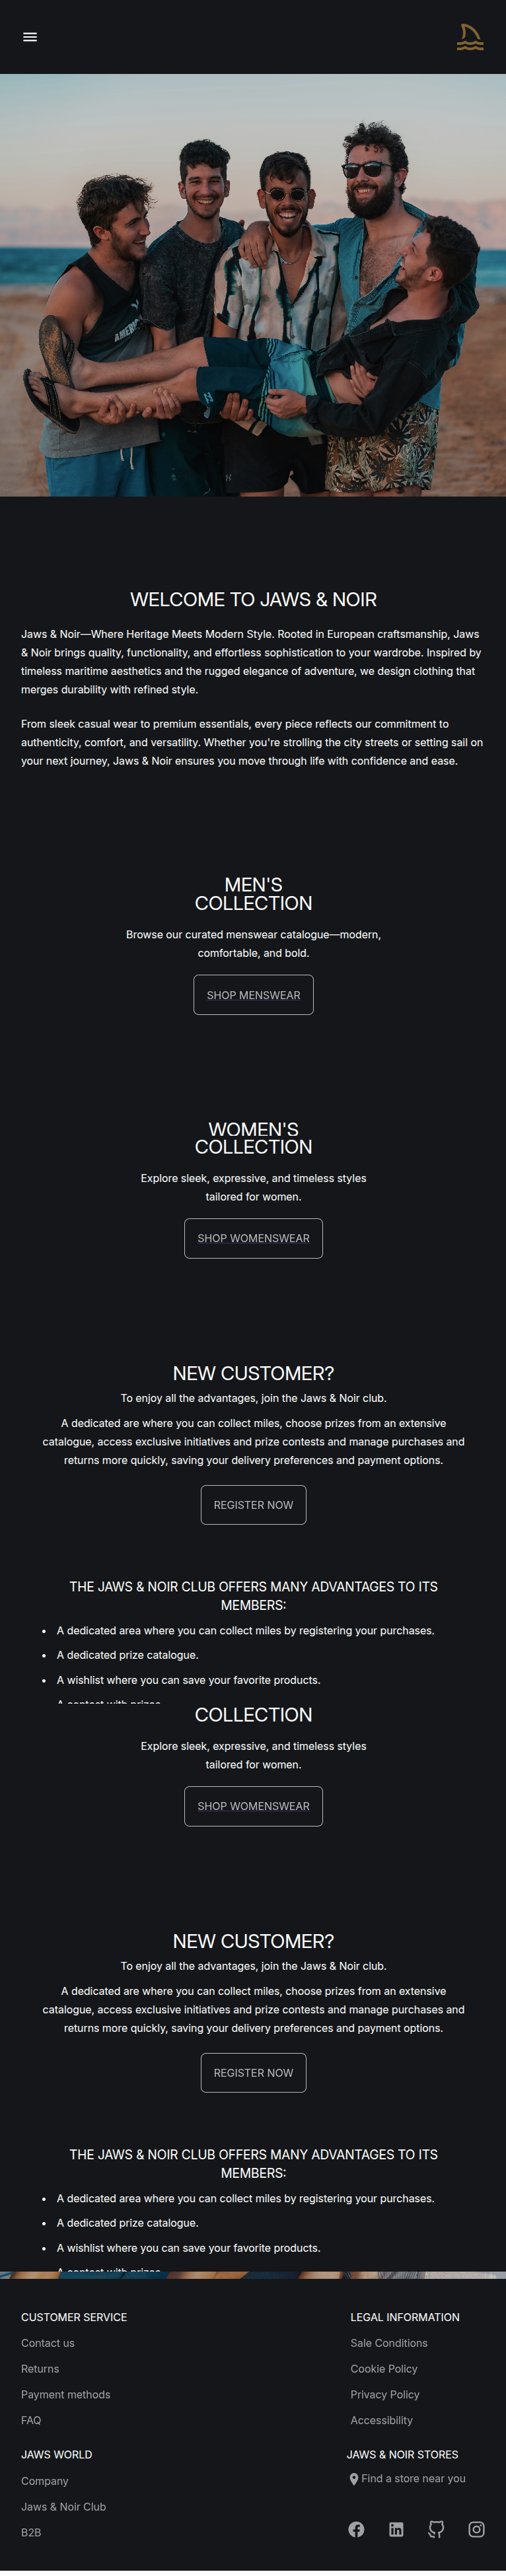 AMERICA
WELCOME TO JAWS & NOIR
Jaws & Noir—Where Heritage Meets Modern Style. Rooted in European craftsmanship, Jaws
& Noir brings quality, functionality, and effortless sophistication to your wardrobe. Inspired by
timeless maritime aesthetics and the rugged elegance of adventure, we design clothing that
merges durability with refined style.
From sleek casual wear to premium essentials, every piece reflects our commitment to
authenticity, comfort, and versatility. Whether you're strolling the city streets or setting sail on
your next journey, Jaws & Noir ensures you move through life with confidence and ease.
MEN'S
COLLECTION
Browse our curated menswear catalogue—modern,
comfortable, and bold.
SHOP MENSWEAR
WOMEN'S
COLLECTION
Explore sleek, expressive, and timeless styles
tailored for women.
SHOP WOMENSWEAR
NEW CUSTOMER?
To enjoy all the advantages, join the Jaws & Noir club.
A dedicated are where you can collect miles, choose prizes from an extensive
catalogue, access exclusive initiatives and prize contests and manage purchases and
returns more quickly, saving your delivery preferences and payment options.
REGISTER NOW
THE JAWS & NOIR CLUB OFFERS MANY ADVANTAGES TO ITS
MEMBERS:
• A dedicated area where you can collect miles by registering your purchases.
• A dedicated prize catalogue.
• A wishlist where you can save your favorite products.
A contest with prizes
COLLECTION
Explore sleek, expressive, and timeless styles
tailored for women.
SHOP WOMENSWEAR
NEW CUSTOMER?
To enjoy all the advantages, join the Jaws & Noir club.
A dedicated are where you can collect miles, choose prizes from an extensive
catalogue, access exclusive initiatives and prize contests and manage purchases and
returns more quickly, saving your delivery preferences and payment options.
REGISTER NOW
THE JAWS & NOIR CLUB OFFERS MANY ADVANTAGES TO ITS
MEMBERS:
• A dedicated area where you can collect miles by registering your purchases.
• A dedicated prize catalogue.
• A wishlist where you can save your favorite products.
A contest with prizes
CUSTOMER SERVICE
Contact us
Returns
Payment methods
FAQ
LEGAL INFORMATION
Sale Conditions
Cookie Policy
Privacy Policy
Accessibility
JAWS WORLD
Company
Jaws & Noir Club
B2B
JAWS & NOIR STORES
Find a store near you